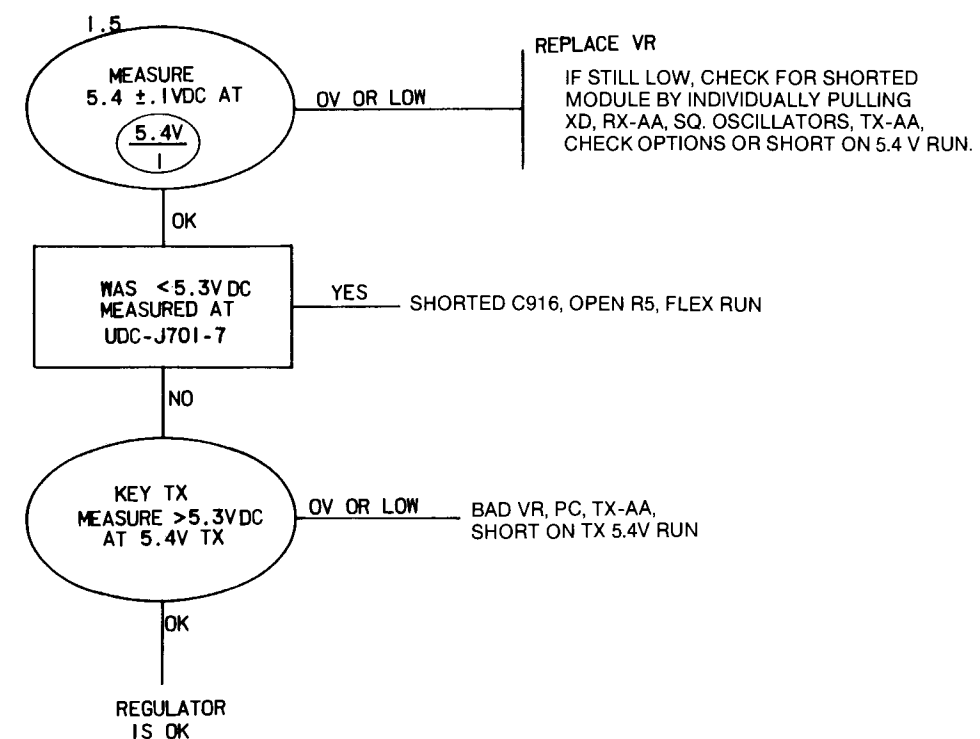 1.5
MEASURE
5.4 ±.1VDC AT
5.4V
1
0V OR LOW
REPLACE VR
IF STILL LOW, CHECK FOR SHORTED
MODULE BY INDIVIDUALLY PULLING
XD, RX-AA, SQ. OSCILLATORS, TX-AA,
CHECK OPTIONS OR SHORT ON 5.4 V RUN.
OK
WAS <5.3V DC
MEASURED AT
UDC-J701-7
YES
SHORTED C916, OPEN R5, FLEX RUN
NO
KEY TX
MEASURE >5.3VDC
AT 5.4V TX
0V OR LOW
BAD VR, PC, TX-AA,
SHORT ON TX 5.4V RUN
OK
REGULATOR
IS OK